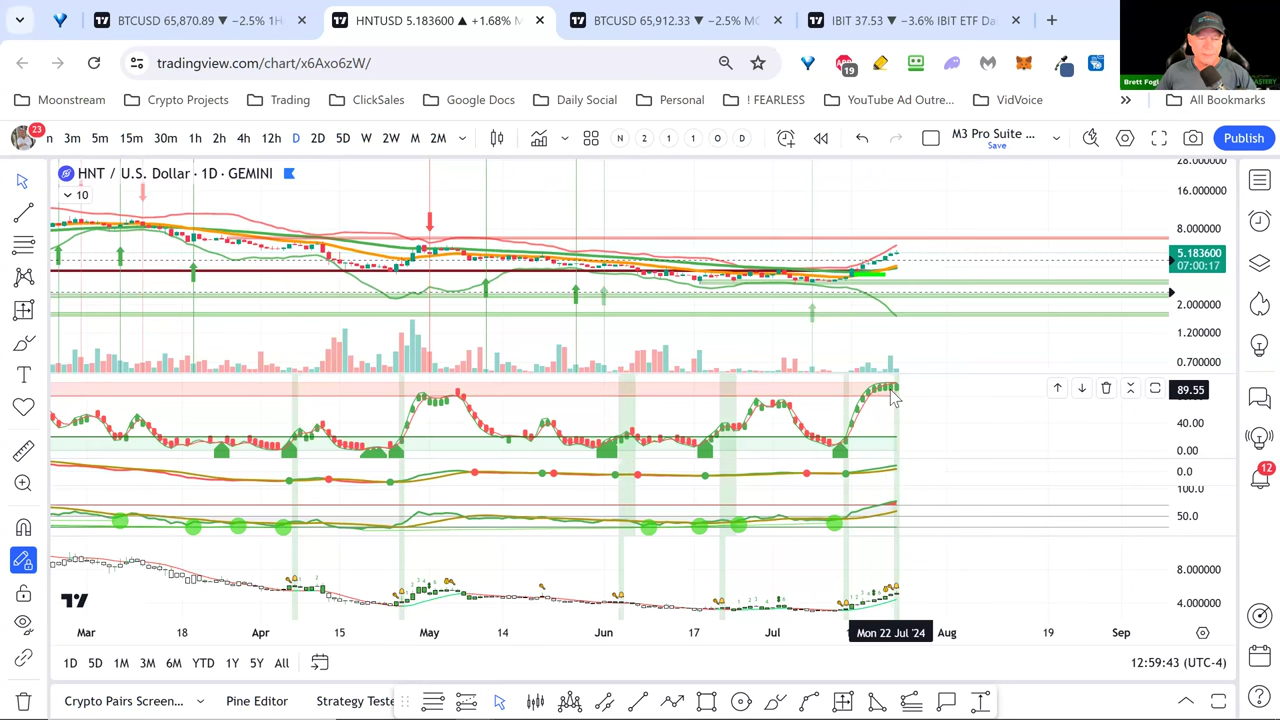 BTCUSD 65,870.89 ▼ −2.5% 1H
HNTUSD 5.183600 ▲ +1.68%
BTCUSD 65,912.33 ▼ −2.5%
IBIT 37.53 ▼ −3.6% IBIT ETF Da
tradingview.com/chart/x6Axo6zW/
19
Brett Fogl
Moonstream
Crypto Projects
Trading
ClickSales
Google Docs
Daily Social
Personal
! FEARLESS
YouTube Ad Outre...
VidVoice
All Bookmarks
23
3m 5m 15m 30m 1h 2h 4h 12h D 2D 5D W 2W M 2M
N 2 1 1 O D
M3 Pro Suite ...
Save
Publish
HNT / U.S. Dollar · 1D · GEMINI
10
28.000000
16.000000
8.000000
5.183600
07:00:17
2.000000
1.200000
0.700000
89.55
40.00
0.00
0.0
100.0
50.0
8.000000
4.000000
12
Mar 18 Apr 15 May 14 Jun 17 Jul
Mon 22 Jul '24
Aug 19 Sep
1D 5D 1M 3M 6M YTD 1Y 5Y All
12:59:43 (UTC-4)
Crypto Pairs Screen...
Pine Editor
Strategy Teste